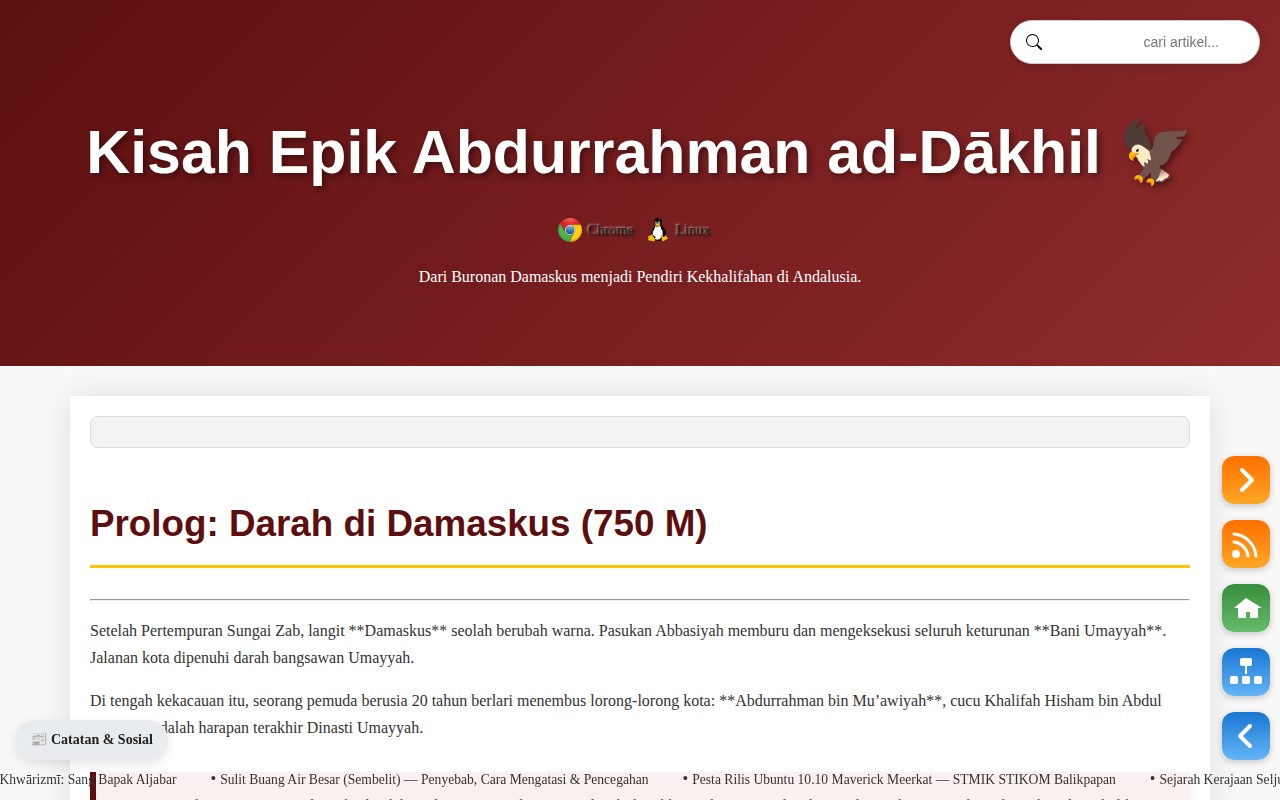 cari artikel...
Kisah Epik Abdurrahman ad-Dākhil
Chrome Linux
Dari Buronan Damaskus menjadi Pendiri Kekhalifahan di Andalusia.
Prolog: Darah di Damaskus (750 M)
Setelah Pertempuran Sungai Zab, langit **Damaskus** seolah berubah warna. Pasukan Abbasiyah memburu dan mengeksekusi seluruh keturunan **Bani Umayyah**.
Jalanan kota dipenuhi darah bangsawan Umayyah.
Di tengah kekacauan itu, seorang pemuda berusia 20 tahun berlari menembus lorong-lorong kota: **Abdurrahman bin Mu’awiyah**, cucu Khalifah Hisham bin Abdul
dalah harapan terakhir Dinasti Umayyah.
Catatan & Sosial
Khwārizmī: Sang Bapak Aljabar • Sulit Buang Air Besar (Sembelit) — Penyebab, Cara Mengatasi & Pencegahan • Pesta Rilis Ubuntu 10.10 Maverick Meerkat — STMIK STIKOM Balikpapan • Sejarah Kerajaan Selju